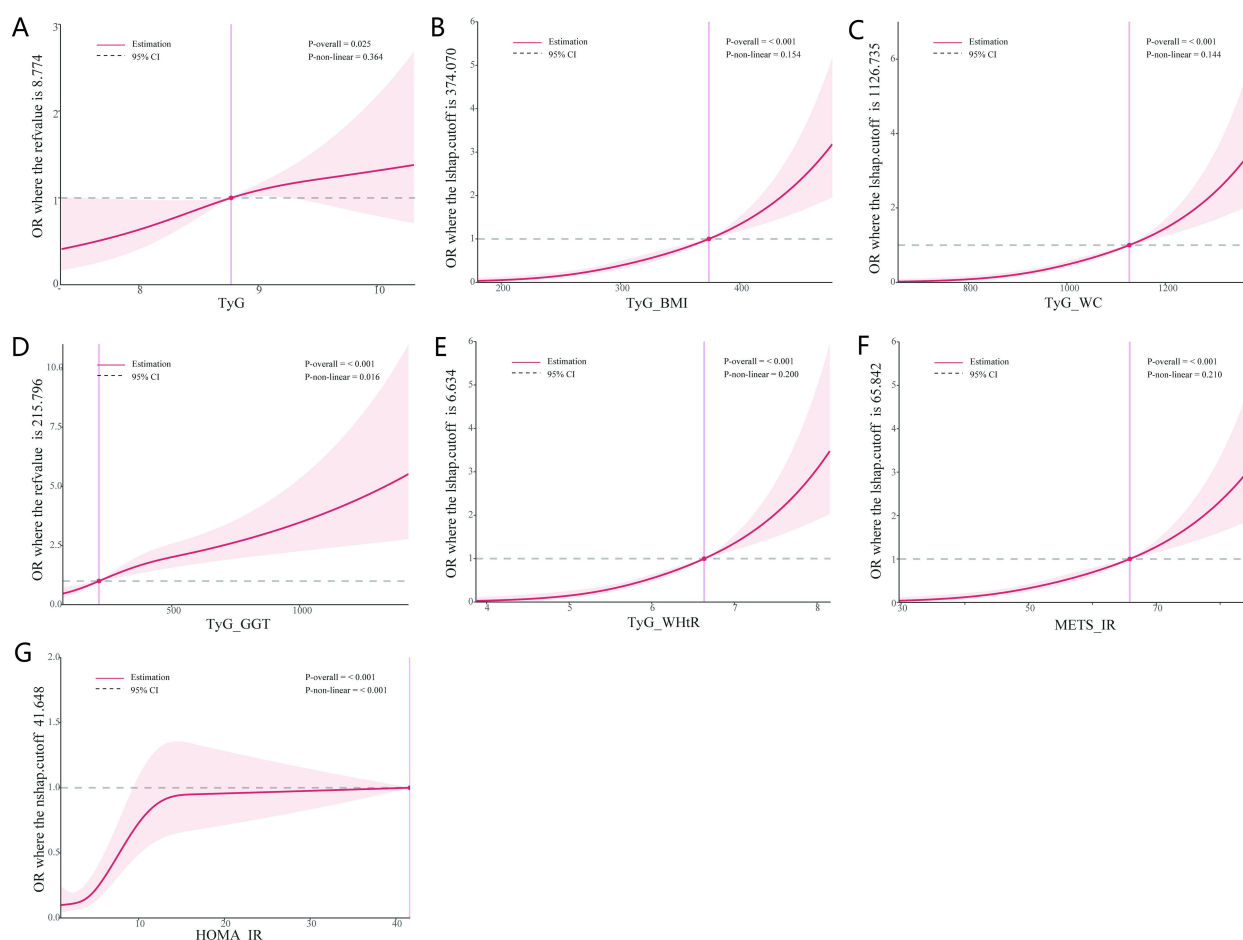 A
3
2
1
0
-
8
9
10
OR where the refvalue is 8.774
TyG
Estimation
95% CI
P-overall = 0.025
P-non-linear = 0.364
B
6
5
4
3
2
1
0
200
300
400
OR where the lshap.cutoff is 374.070
TyG_BMI
Estimation
95% CI
P-overall = < 0.001
P-non-linear = 0.154
C
6
4
2
0
800
1000
1200
OR where the lshap.cutoff is 1126.735
TyG_WC
Estimation
95% CI
P-overall = < 0.001
P-non-linear = 0.144
D
10.6
7.5
5.0
2.5
0.0
500
1000
OR where the refvalue is 215.796
TyG_GGT
Estimation
95% CI
P-overall = < 0.001
P-non-linear = 0.016
E
6
5
4
3
2
1
0
4
5
6
7
8
OR where the lshap.cutoff is 6.634
TyG_WHtR
Estimation
95% CI
P-overall = < 0.001
P-non-linear = 0.200
F
6
5
4
3
2
1
0
30
50
70
OR where the lshap.cutoff is 65.842
METS_IR
Estimation
95% CI
P-overall = < 0.001
P-non-linear = 0.210
G
2.0
1.5
1.0
0.5
0.0
10
20
30
40
OR where the nshap.cutoff 41.648
HOMA_IR
Estimation
95% CI
P-overall = < 0.001
P-non-linear = < 0.001